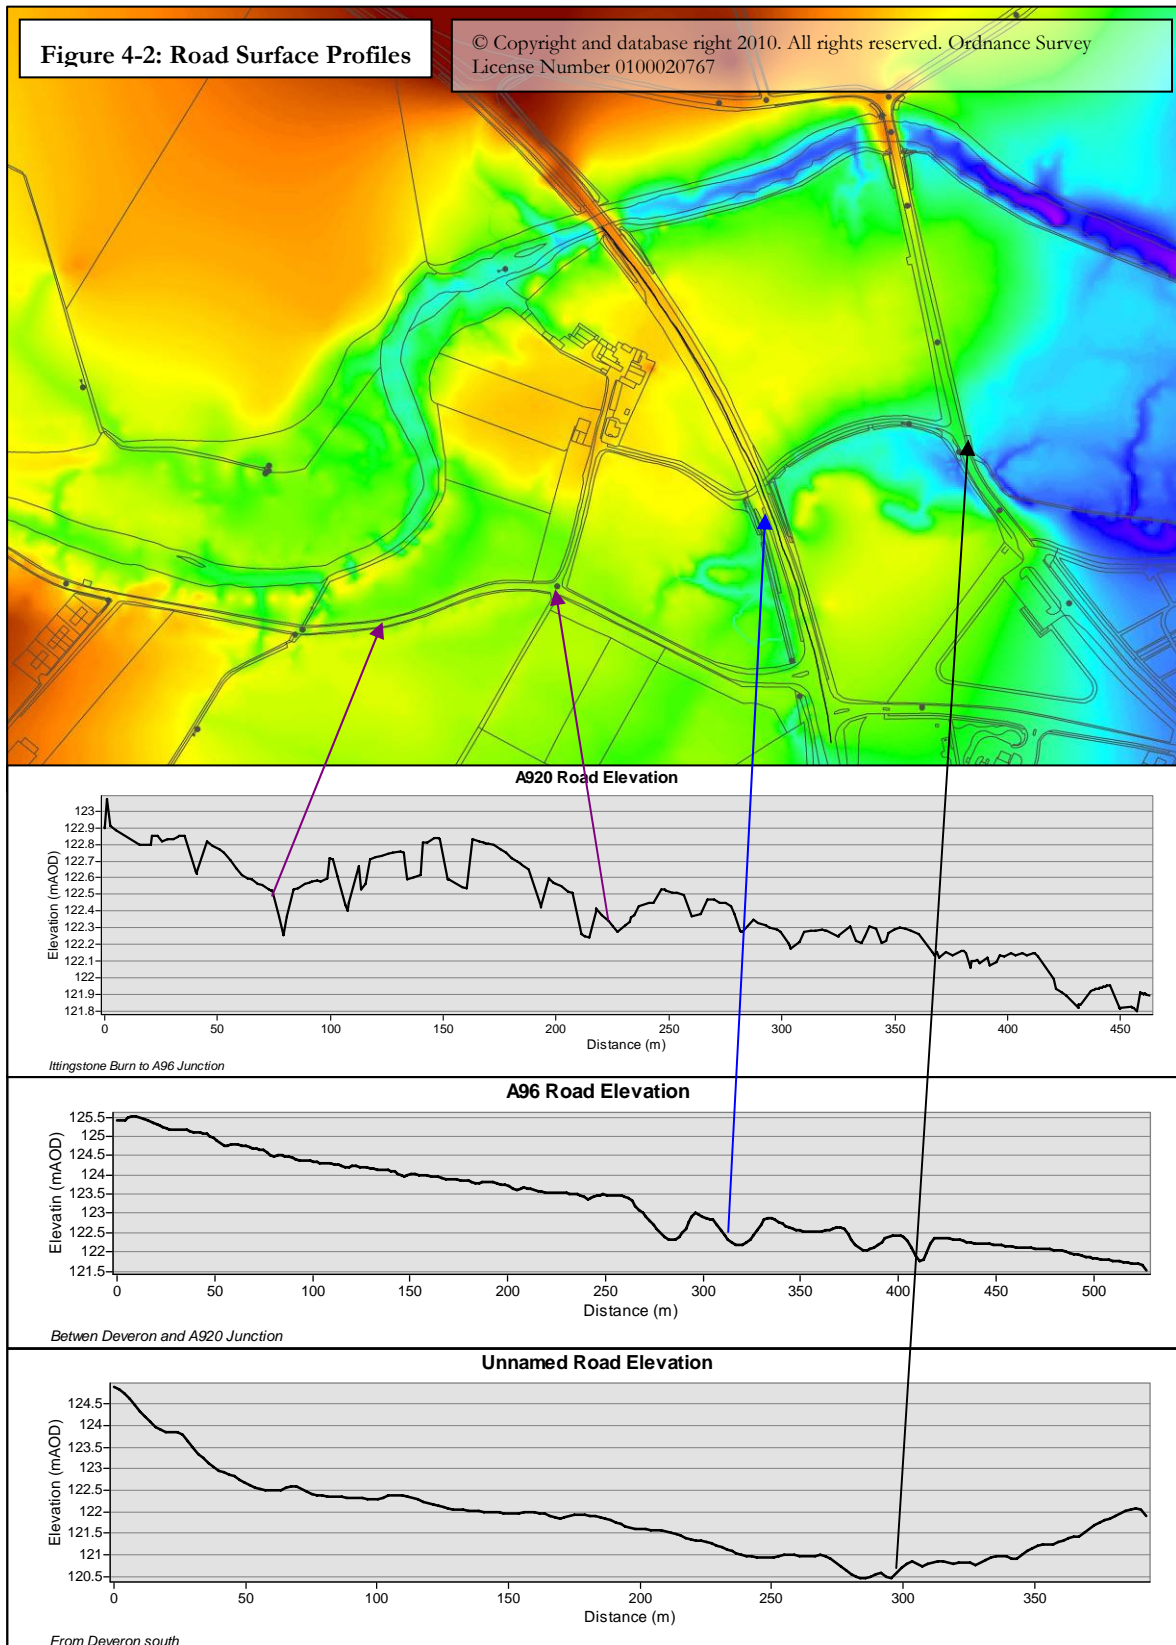 Figure 4-2: Road Surface Profiles
© Copyright and database right 2010. All rights reserved. Ordnance Survey
License Number 0100020767
A920 Road Elevation
Elevation (mAOD)
123
122.9
122.8
122.7
122.6
122.5
122.4
122.3
122.2
122.1
122
121.9
121.8
0 50 100 150 200 250 300 350 400 450
Distance (m)
Ittingstone Burn to A96 Junction
A96 Road Elevation
Elevatin (mAOD)
125.5
125
124.5
124
123.5
123
122.5
122
121.5
0 50 100 150 200 250 300 350 400 450 500
Distance (m)
Betwen Deveron and A920 Junction
Unnamed Road Elevation
Elevation (mAOD)
124.5
124
123.5
123
122.5
122
121.5
121
120.5
0 50 100 150 200 250 300 350
Distance (m)
From Deveron south